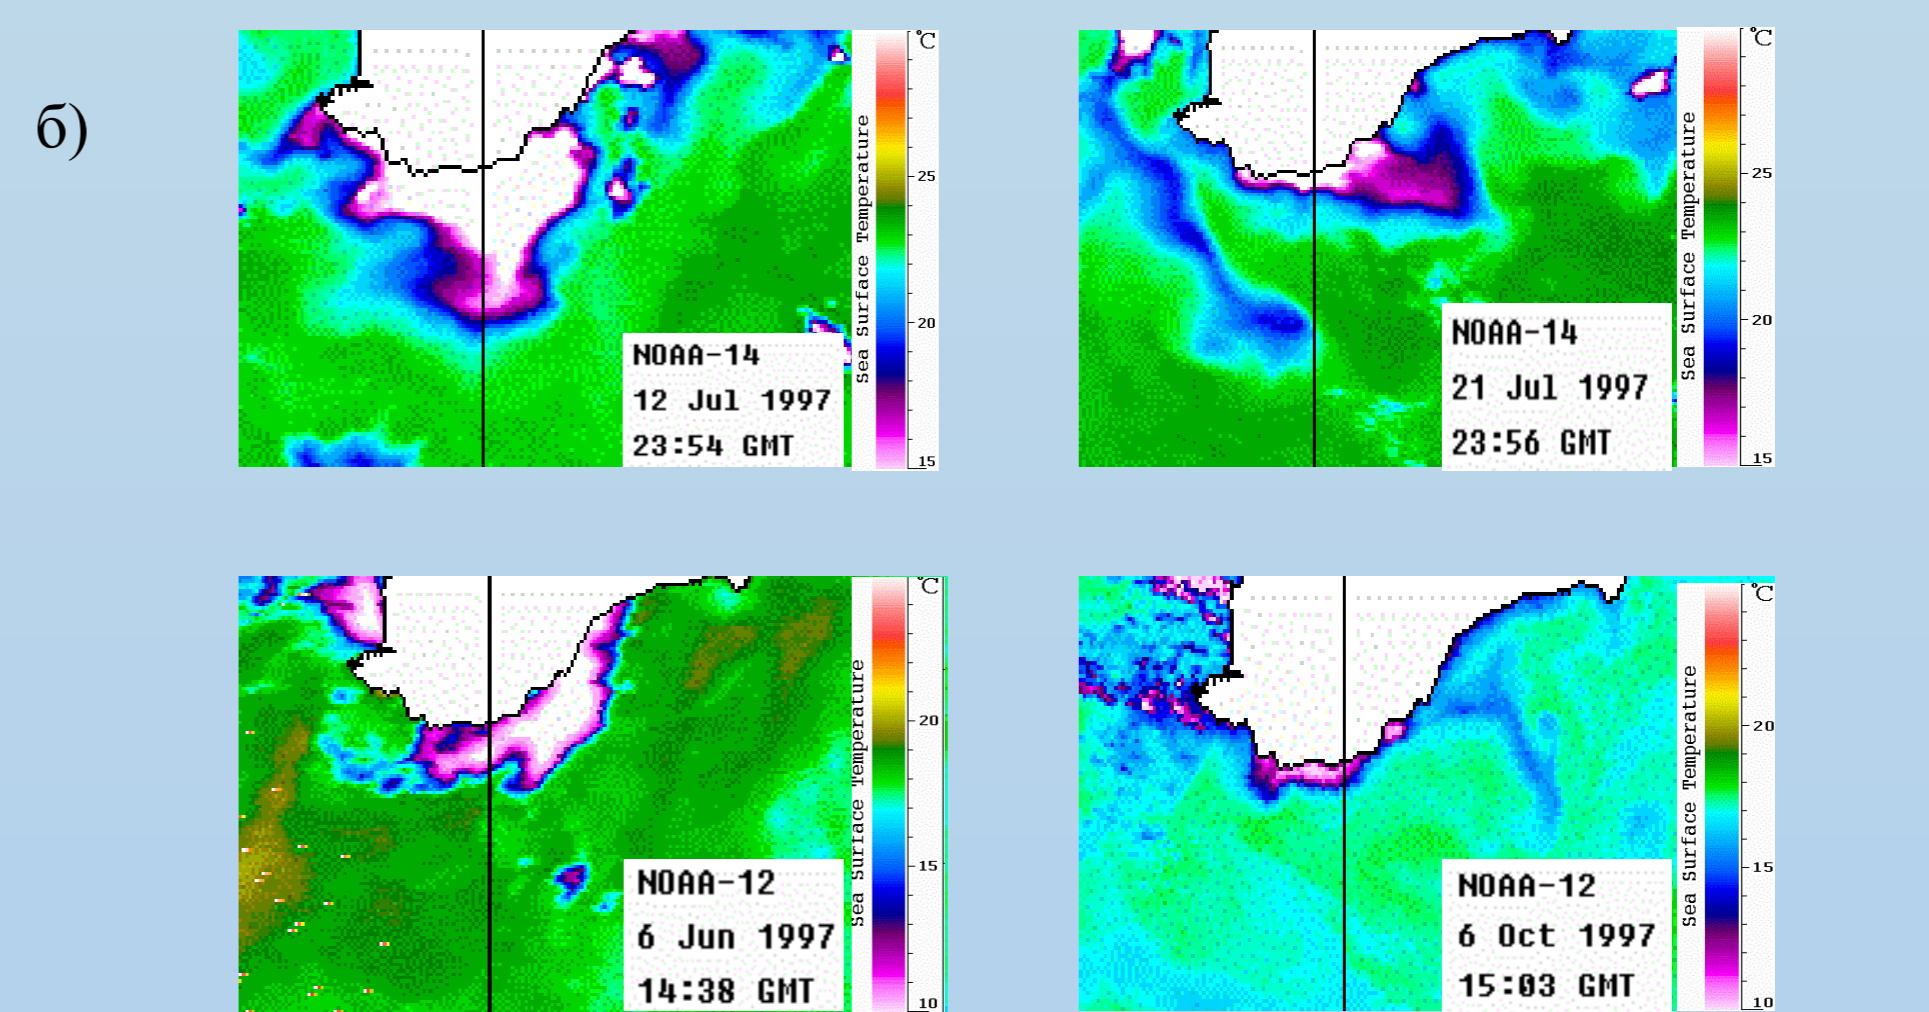 б)
°C
25
20
15
Sea Surface Temperature
NOAA-14
12 Jul 1997
23:54 GMT
°C
25
20
15
Sea Surface Temperature
NOAA-14
21 Jul 1997
23:56 GMT
°C
20
15
10
Sea Surface Temperature
NOAA-12
6 Jun 1997
14:38 GMT
°C
20
15
10
Sea Surface Temperature
NOAA-12
6 Oct 1997
15:03 GMT